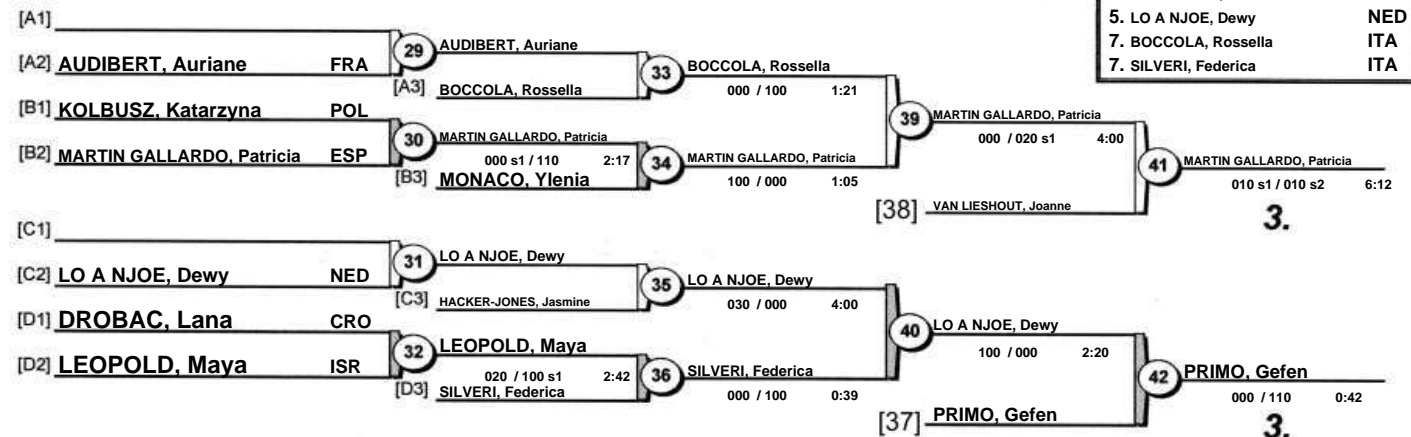 5. LO A NJOE, Dewy NED
7. BOCCOLA, Rossella ITA
7. SILVERI, Federica ITA
[A1]
[A2] AUDIBERT, Auriane FRA
29
AUDIBERT, Auriane
[A3] BOCCOLA, Rossella
33
BOCCOLA, Rossella
000 / 100 1:21
[B1] KOLBUSZ, Katarzyna POL
[B2] MARTIN GALLARDO, Patricia ESP
30
MARTIN GALLARDO, Patricia
000 s1 / 110 2:17
[B3] MONACO, Ylenia
34
MARTIN GALLARDO, Patricia
100 / 000 1:05
39
MARTIN GALLARDO, Patricia
000 / 020 s1 4:00
[38] VAN LIESHOUT, Joanne
41
MARTIN GALLARDO, Patricia
010 s1 / 010 s2 6:12
3.
[C1]
[C2] LO A NJOE, Dewy NED
31
LO A NJOE, Dewy
[C3] HACKER-JONES, Jasmine
35
LO A NJOE, Dewy
030 / 000 4:00
[D1] DROBAC, Lana CRO
[D2] LEOPOLD, Maya ISR
32
LEOPOLD, Maya
020 / 100 s1 2:42
[D3] SILVERI, Federica
36
SILVERI, Federica
000 / 100 0:39
40
LO A NJOE, Dewy
100 / 000 2:20
[37] PRIMO, Gefen
42
PRIMO, Gefen
000 / 110 0:42
3.